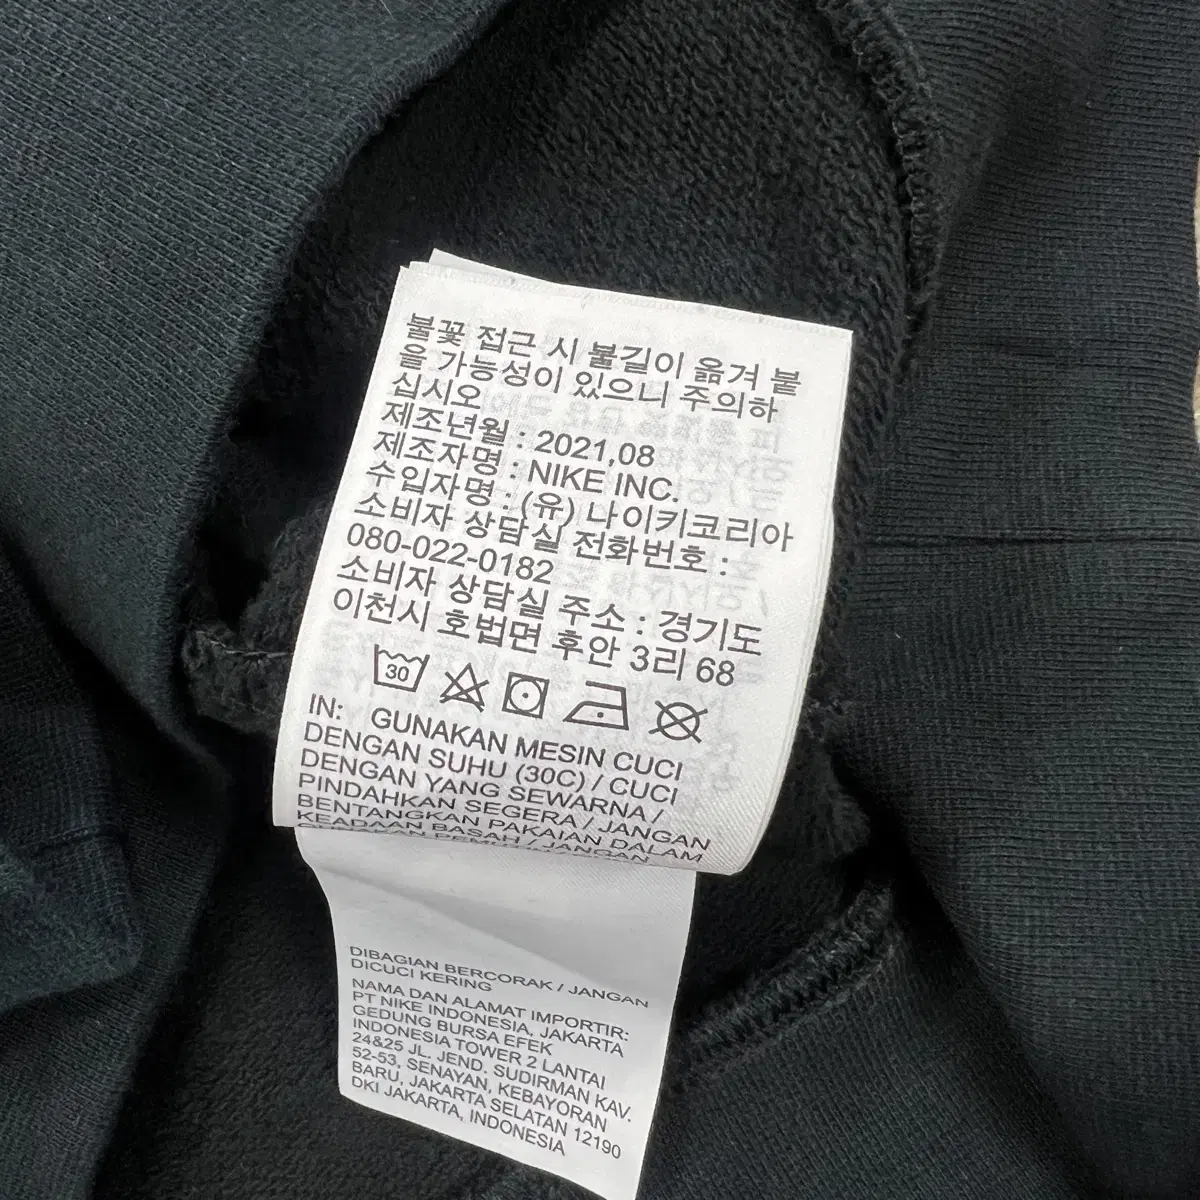 불꽃 접근 시 불길이 옮겨 붙
을 가능성이 있으니 주의하
십시오
제조년월 : 2021,08
제조자명 : NIKE INC.
수입자명 : (유) 나이키코리아
소비자 상담실 전화번호 :
080-022-0182
소비자 상담실 주소 : 경기도
이천시 호법면 후안 3리 68
30
IN: GUNAKAN MESIN CUCI
DENGAN SUHU (30C) / CUCI
DENGAN YANG SEWARNA /
PINDAHKAN SEGERA / JANGAN
BENTANGKAN PAKAIAN DALAM
KEADAAN BASAH / JANGAN
DIBAGIAN BERCORAK / JANGAN
DICUCI KERING
NAMA DAN ALAMAT IMPORTIR:
PT NIKE INDONESIA, JAKARTA
GEDUNG BURSA EFEK
INDONESIA TOWER 2 LANTAI
24&25 JL. JEND. SUDIRMAN KAV.
52-53, SENAYAN, KEBAYORAN
BARU, JAKARTA SELATAN 12190
DKI JAKARTA, INDONESIA